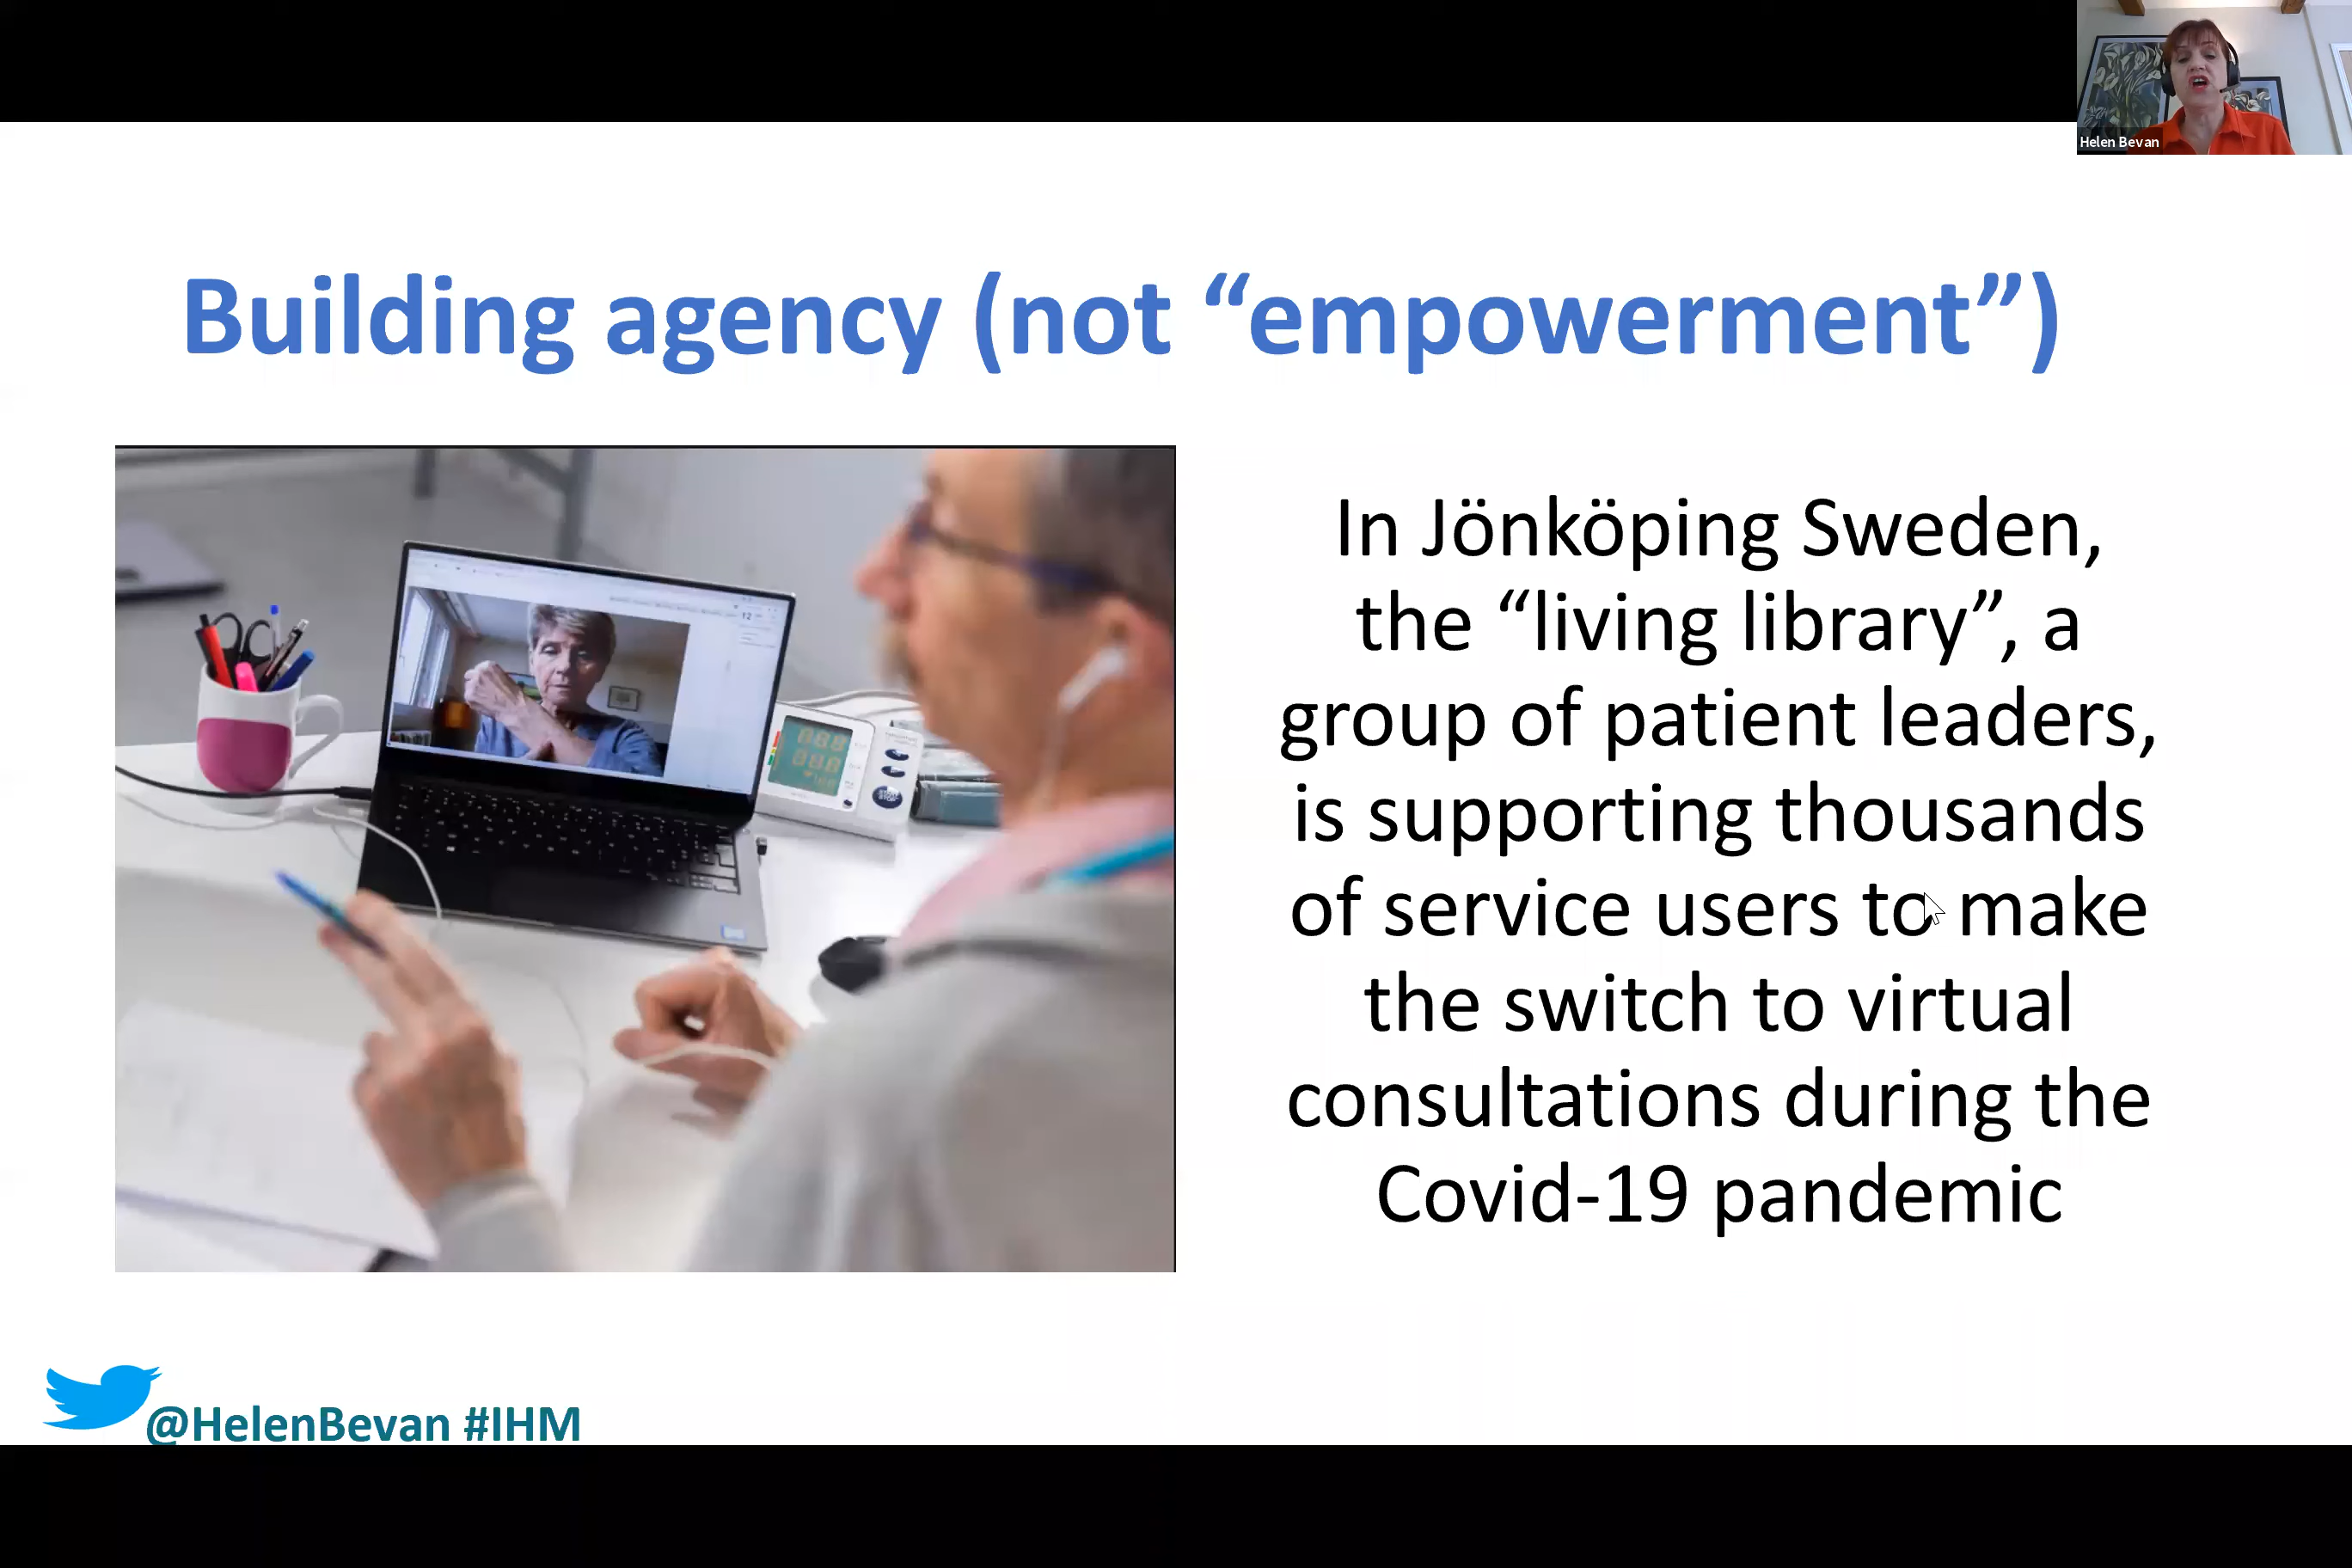 Helen Bevan
Building agency (not “empowerment”)
In Jönköping Sweden,
the “living library”, a
group of patient leaders,
is supporting thousands
of service users to make
the switch to virtual
consultations during the
Covid-19 pandemic
@HelenBevan #IHM